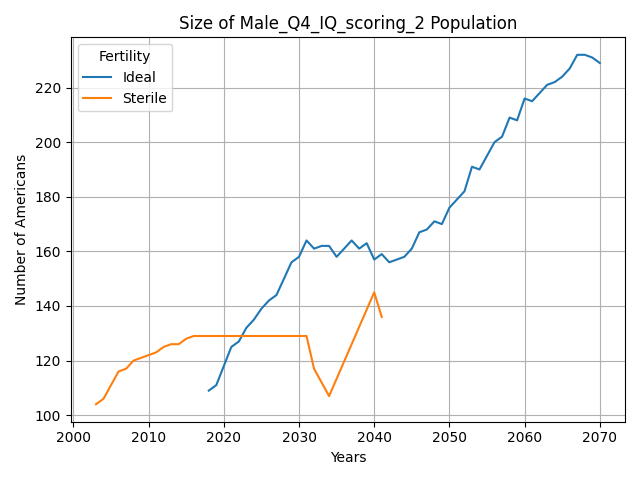 Size of Male_Q4_IQ_scoring_2 Population
Fertility
Ideal
Sterile
Number of Americans
220
200
180
160
140
120
100
2000
2010
2020
2030
2040
2050
2060
2070
Years